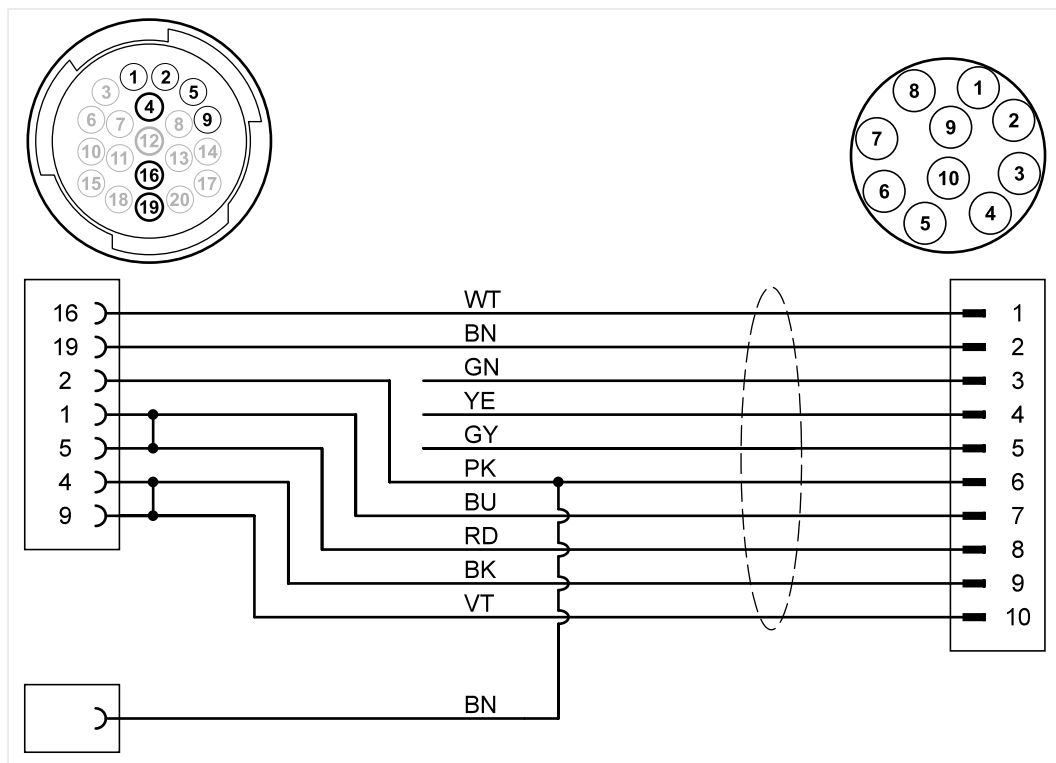 1 2
3 5
4
6 7 8 9
12
10 11 13 14
16
15 17
18 20
19
8 1
9 2
7
10 3
6
5 4
16 WT 1
19 BN 2
2 GN 3
1 YE 4
5 GY 5
4 PK 6
9 BU 7
RD 8
BK 9
VT 10
BN